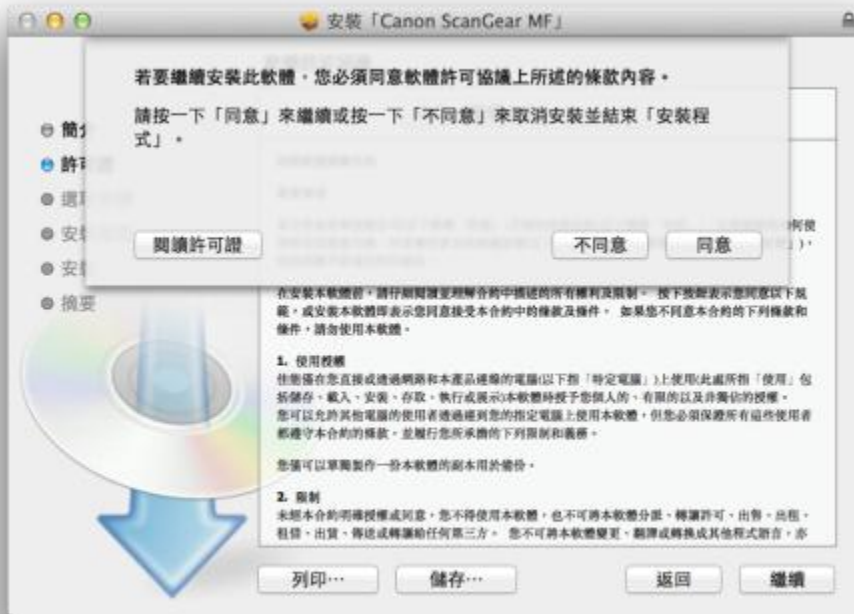 安裝「Canon ScanGear MF」
若要繼續安裝此軟體，您必須同意軟體許可協議上所述的條款內容。
請按一下「同意」來繼續或按一下「不同意」來取消安裝並結束「安裝程
式」。
簡介
許可
選取
安裝
安裝
摘要
閱讀許可證
不同意
同意
何使
」)，
在安裝本軟體前，請仔細閱讀並理解合約中描述的所有權利及限制。 按下按鈕表示您同意以下規
範，或安裝本軟體即表示您同意接受本合約中的條款及條件。 如果您不同意本合約的下列條款和
條件，請勿使用本軟體。
1. 使用授權
佳能僅在您直接或透過網路和本產品連線的電腦(以下指「特定電腦」)上使用(此處所指「使用」包
括儲存、載入、安裝、存取、執行或展示)本軟體時授予您個人的、有限的以及非獨佔的授權。
您可以允許其他電腦的使用者透過連到您的指定電腦上使用本軟體，但您必須保證所有這些使用者
都遵守本合約的條款，並履行您所承擔的下列限制和義務。
您僅可以單獨製作一份本軟體的副本用於備份。
2. 限制
未經本合約的明確授權或同意，您不得使用本軟體，也不可將本軟體分派、轉讓許可、出售、出租、
租借、出貸、傳送或轉讓給任何第三方。 您不可將本軟體變更、翻譯或轉換成其他程式語言，亦
列印…
儲存…
返回
繼續